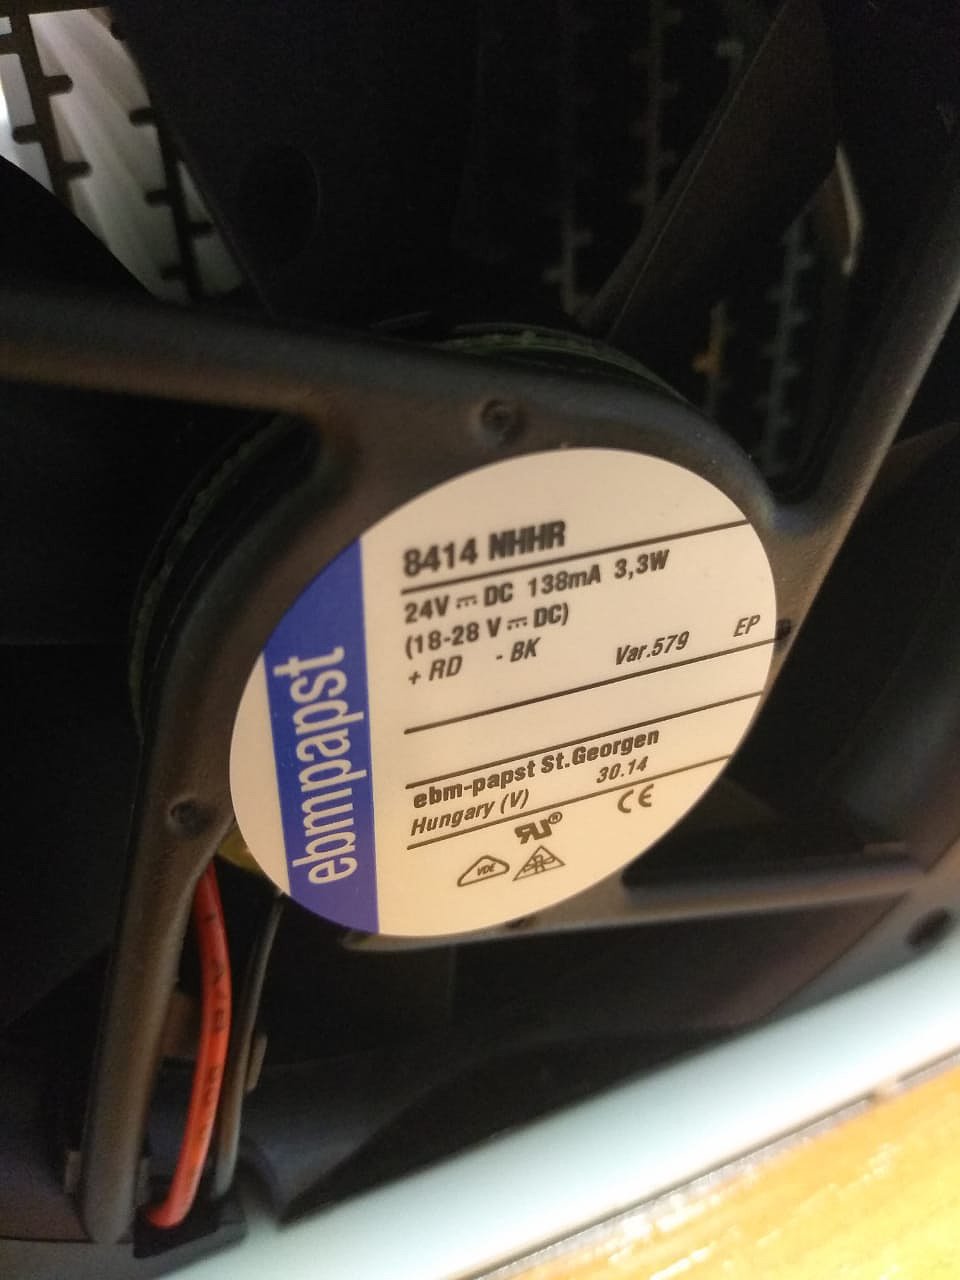 8414 NHHR
24V ⎓ DC 138mA 3,3W
(18-28 V ⎓ DC)
+ RD - BK Var.579 EP
ebm-papst St.Georgen
Hungary (V) 30.14
CE
VDE
ebmpapst